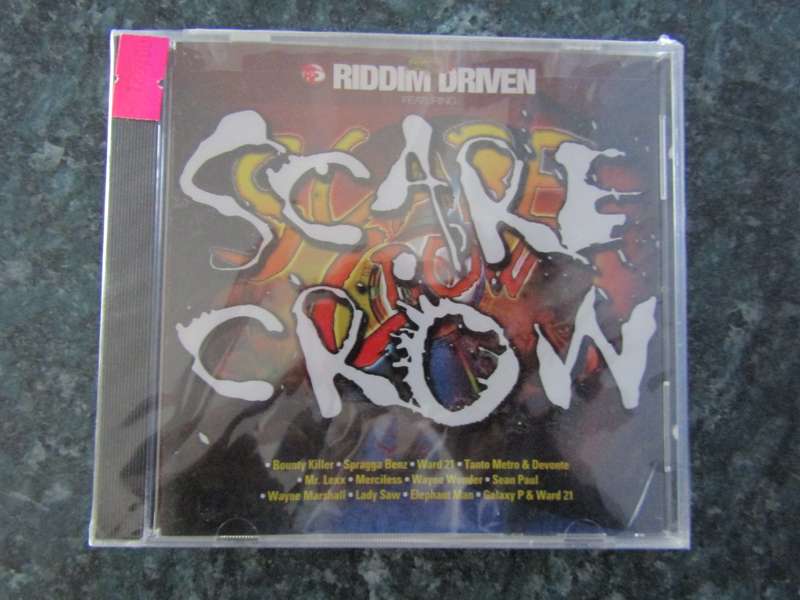 RIDDIM DRIVEN
FEATURING
SCARE
CROW
• Bounty Killer • Spragga Benz • Ward 21 • Tanto Metro & Devonte
• Mr. Lexx • Merciless • Wayne Wonder • Sean Paul
• Wayne Marshall • Lady Saw • Elephant Man • Galaxy P & Ward 21